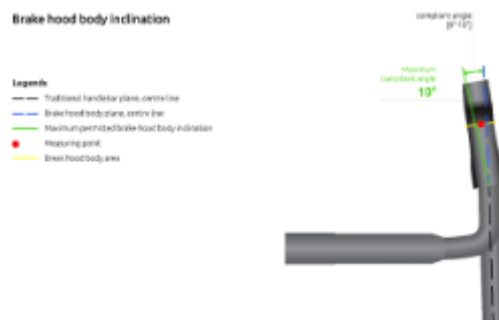 Brake hood body inclination
compliant angle
[0°-10°]
Maximum
compliant angle
10°
Legends
Traditional handlebar plane, centre line
Brake hood body plane, centre line
Maximum permitted brake hood body inclination
Measuring point
Break hood body area